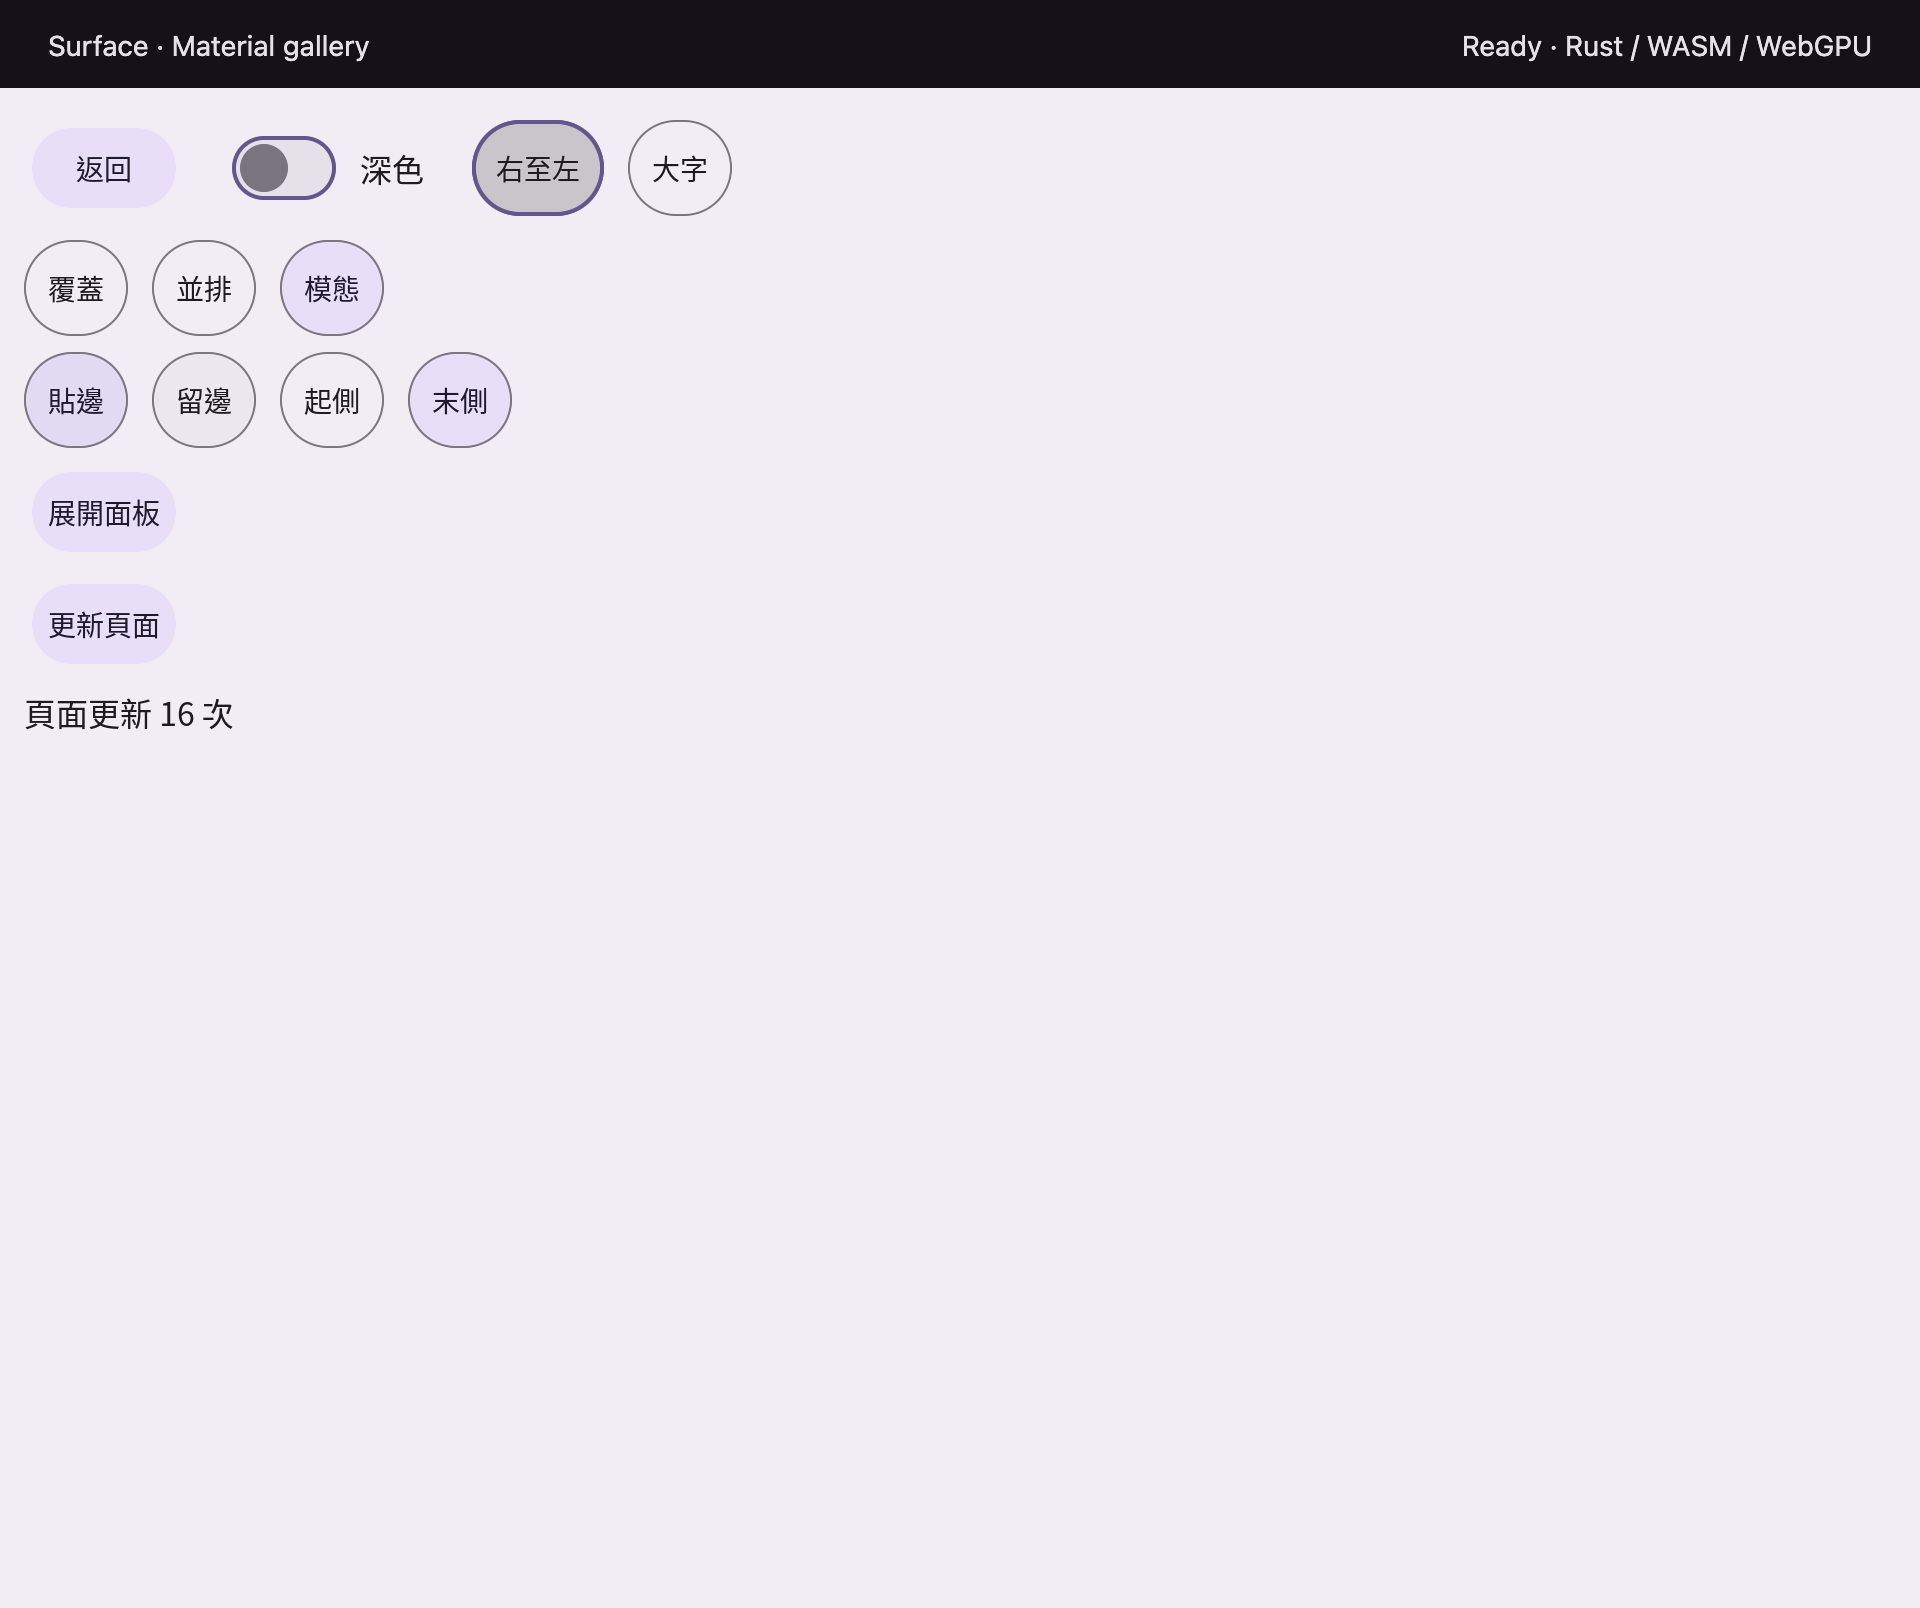 Surface · Material gallery
Ready · Rust / WASM / WebGPU
返回 深色 右至左 大字
覆蓋 並排 模態
貼邊 留邊 起側 末側
展開面板
更新頁面
頁面更新 16 次